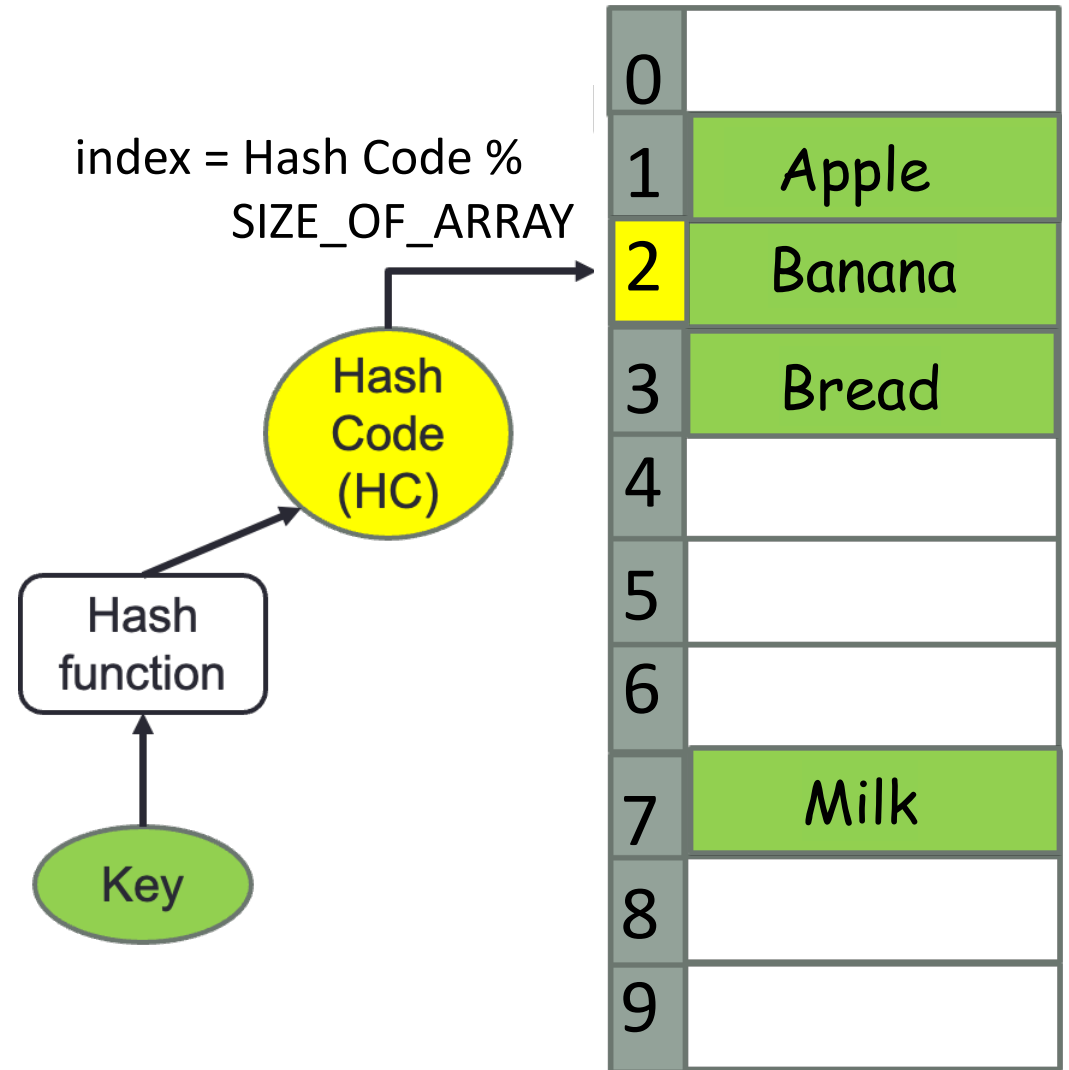 index = Hash Code %
SIZE_OF_ARRAY
Hash
Code
(HC)
Hash
function
Key
0
1 Apple
2 Banana
3 Bread
4
5
6
7 Milk
8
9